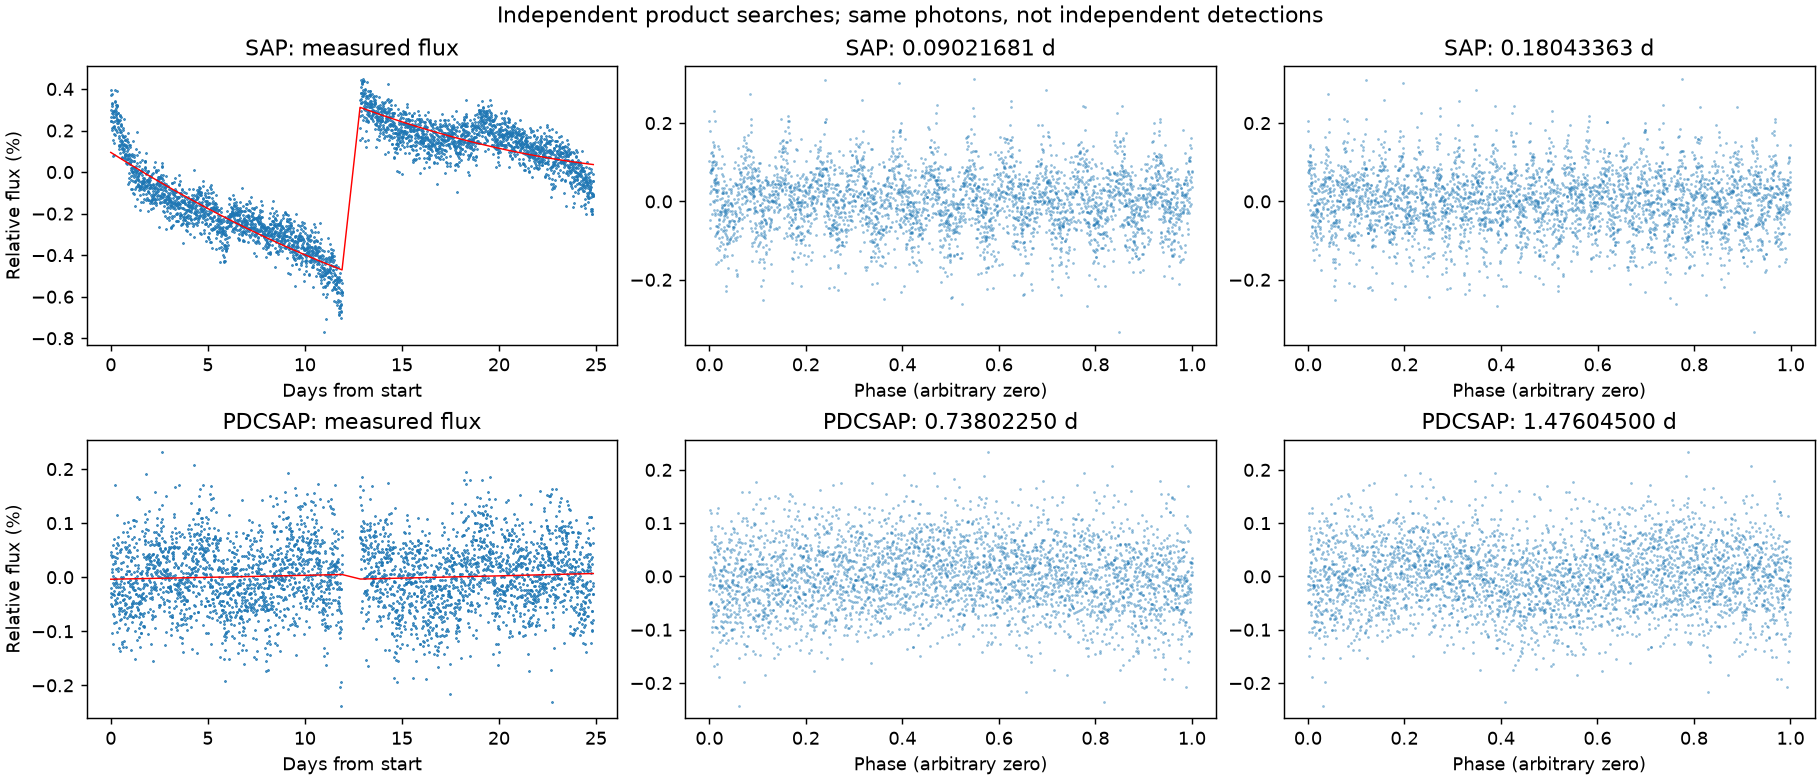 Independent product searches; same photons, not independent detections
SAP: measured flux
Relative flux (%)
0.4
0.2
0.0
−0.2
−0.4
−0.6
−0.8
0 5 10 15 20 25
Days from start
SAP: 0.09021681 d
0.2
0.0
−0.2
0.0 0.2 0.4 0.6 0.8 1.0
Phase (arbitrary zero)
SAP: 0.18043363 d
0.2
0.0
−0.2
0.0 0.2 0.4 0.6 0.8 1.0
Phase (arbitrary zero)
PDCSAP: measured flux
Relative flux (%)
0.2
0.1
0.0
−0.1
−0.2
0 5 10 15 20 25
Days from start
PDCSAP: 0.73802250 d
0.2
0.1
0.0
−0.1
−0.2
0.0 0.2 0.4 0.6 0.8 1.0
Phase (arbitrary zero)
PDCSAP: 1.47604500 d
0.2
0.1
0.0
−0.1
−0.2
0.0 0.2 0.4 0.6 0.8 1.0
Phase (arbitrary zero)